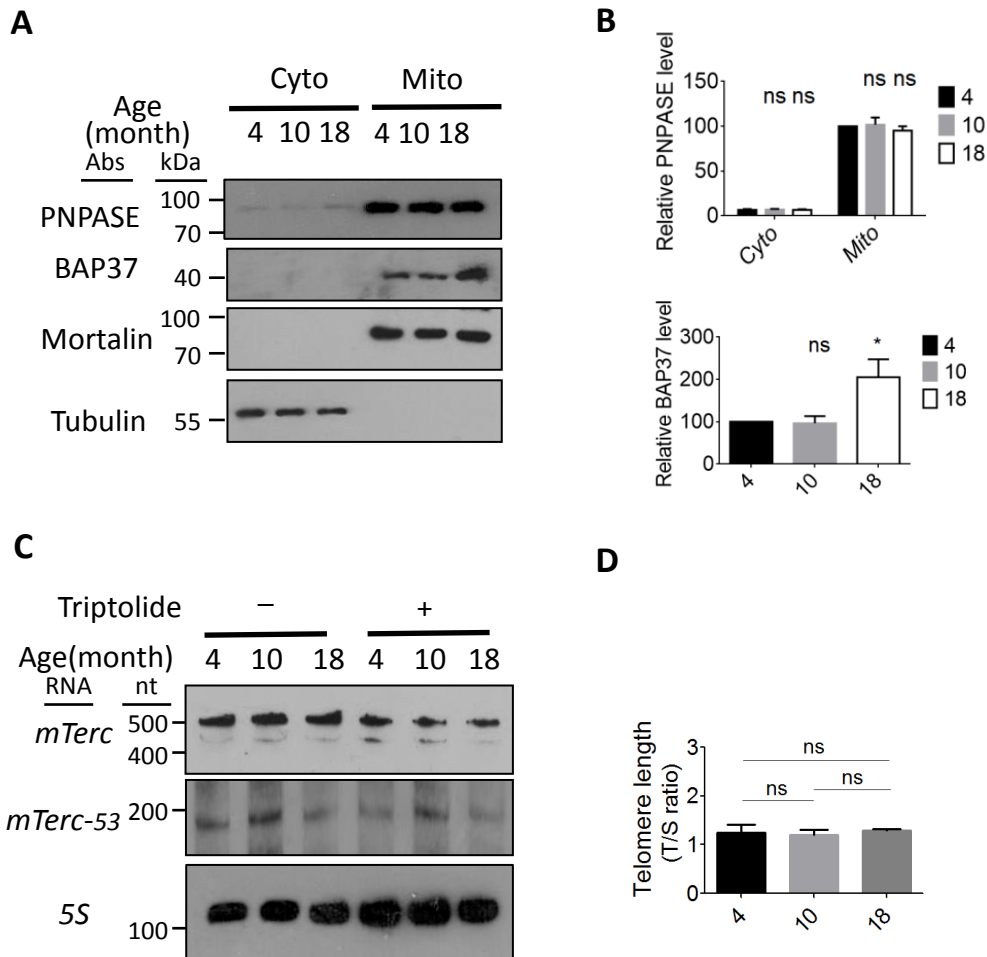 A
Cyto Mito
Age
(month)
4 10 18 4 10 18
Abs kDa
PNPASE
100
70
BAP37
40
Mortalin
100
70
Tubulin
55
B
Relative PNPASE level
150
100
50
0
ns ns
ns ns
Cyto
Mito
4
10
18
Relative BAP37 level
300
200
100
0
ns
*
4
10
18
4
10
18
C
Triptolide − +
Age(month) 4 10 18 4 10 18
RNA nt
mTerc
500
400
mTerc-53
200
5S
100
D
Telomere length
(T/S ratio)
3
2
1
0
ns
ns
ns
4
10
18